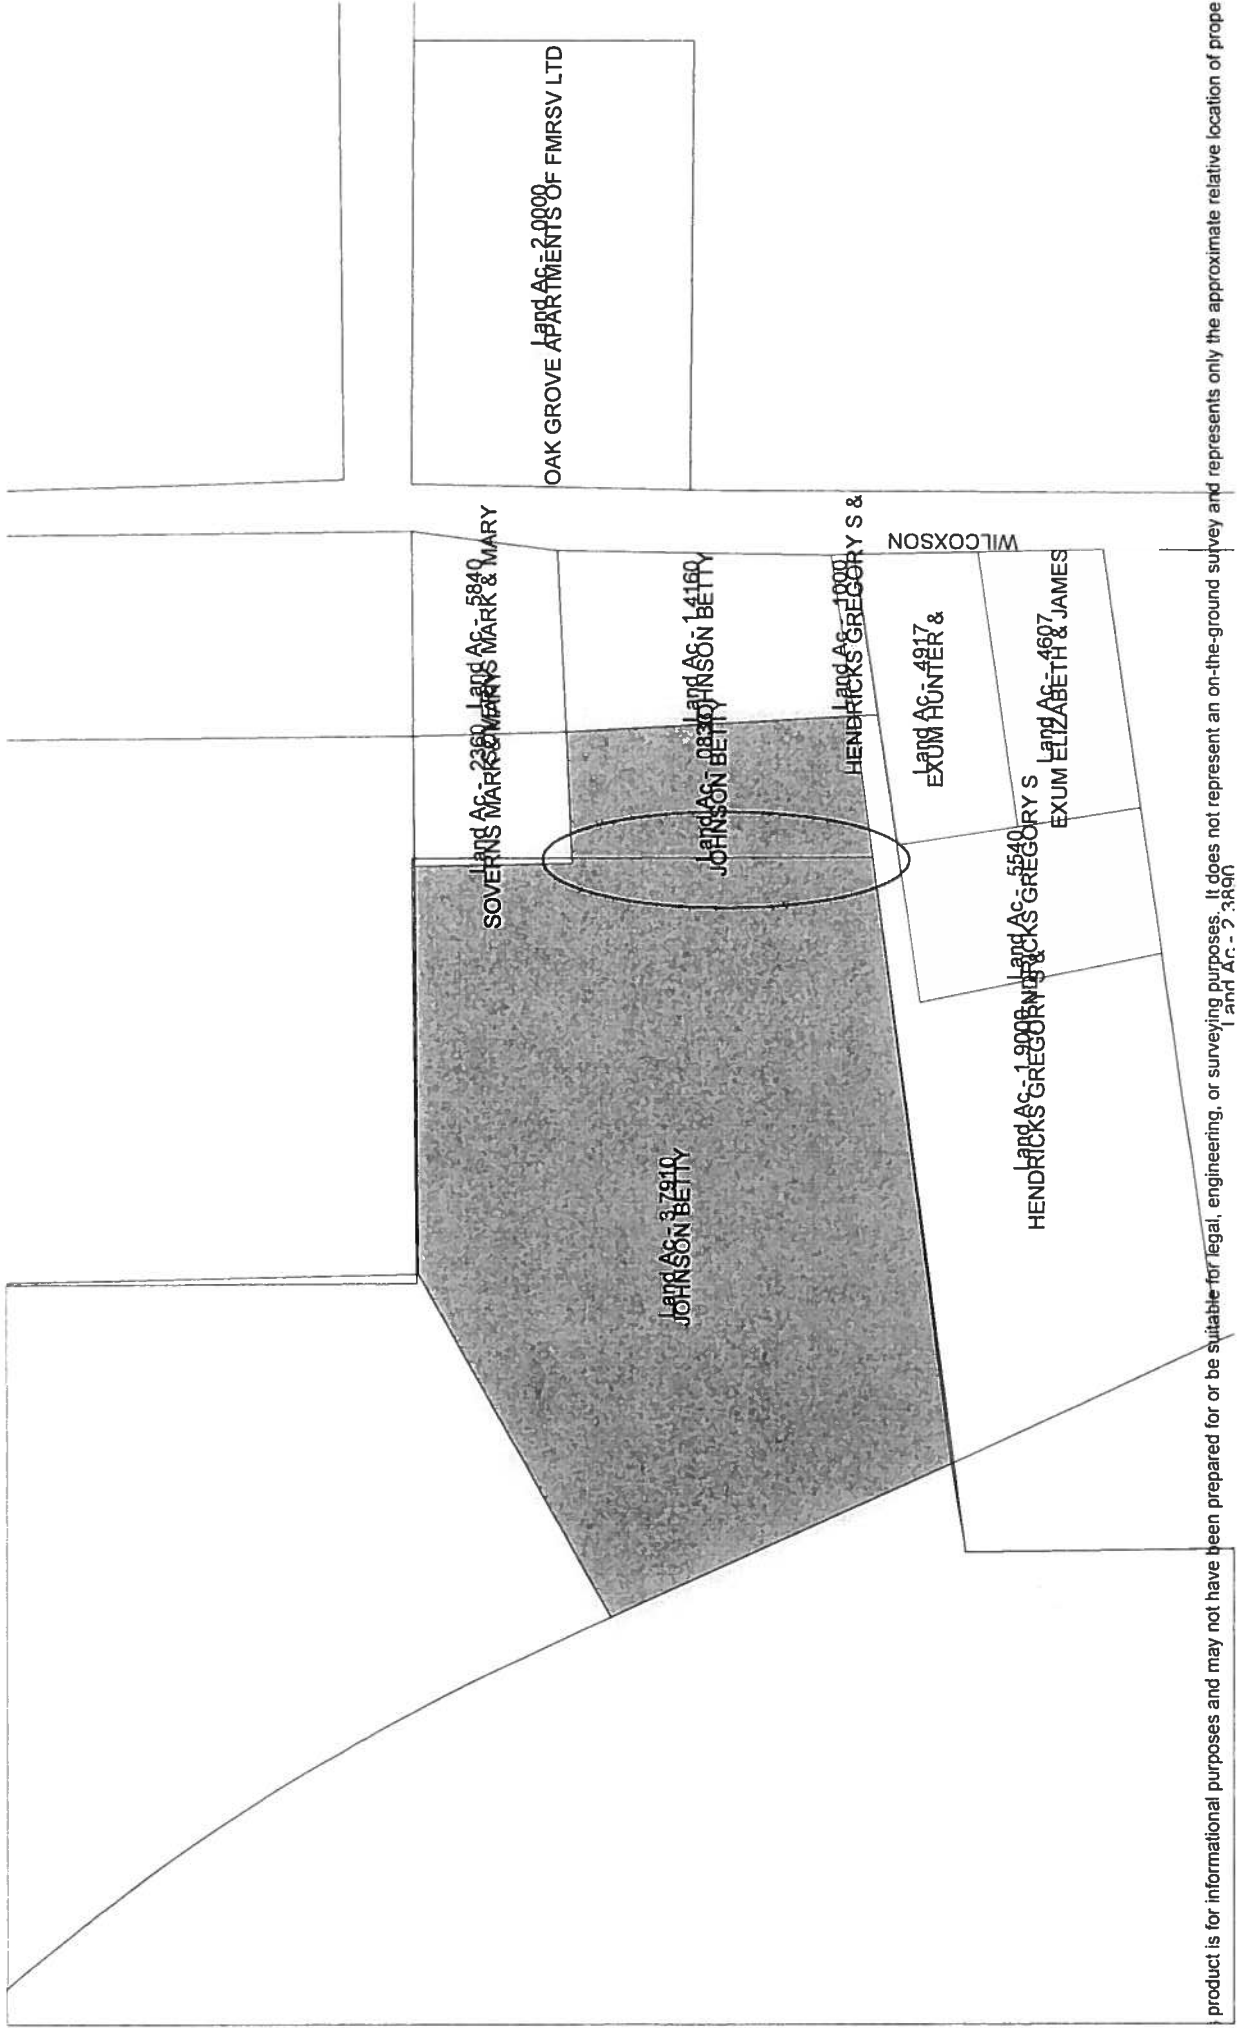 Land Ac - 2.0000
OAK GROVE APARTMENTS OF FMRSV LTD
Land Ac - .5840
SOVERNS MARK & MARY
Land Ac - .2360
Land Ac - 1.4160
JOHNSON BETTY
Land Ac - .0830
JOHNSON BETTY
Land Ac - .1000
HENDRICKS GREGORY S &
WILCOXSON
Land Ac - .4917
EXUM HUNTER &
Land Ac - .4607
EXUM ELIZABETH & JAMES
Land Ac - .5540
HENDRICKS GREGORY S
Land Ac - 1.9000
HENDRICKS GREGORY S &
Land Ac - 3.7910
JOHNSON BETTY
product is for informational purposes and may not have been prepared for or be suitable for legal, engineering, or surveying purposes. It does not represent an on-the-ground survey and represents only the approximate relative location of prope
Land Ac - 2.3890